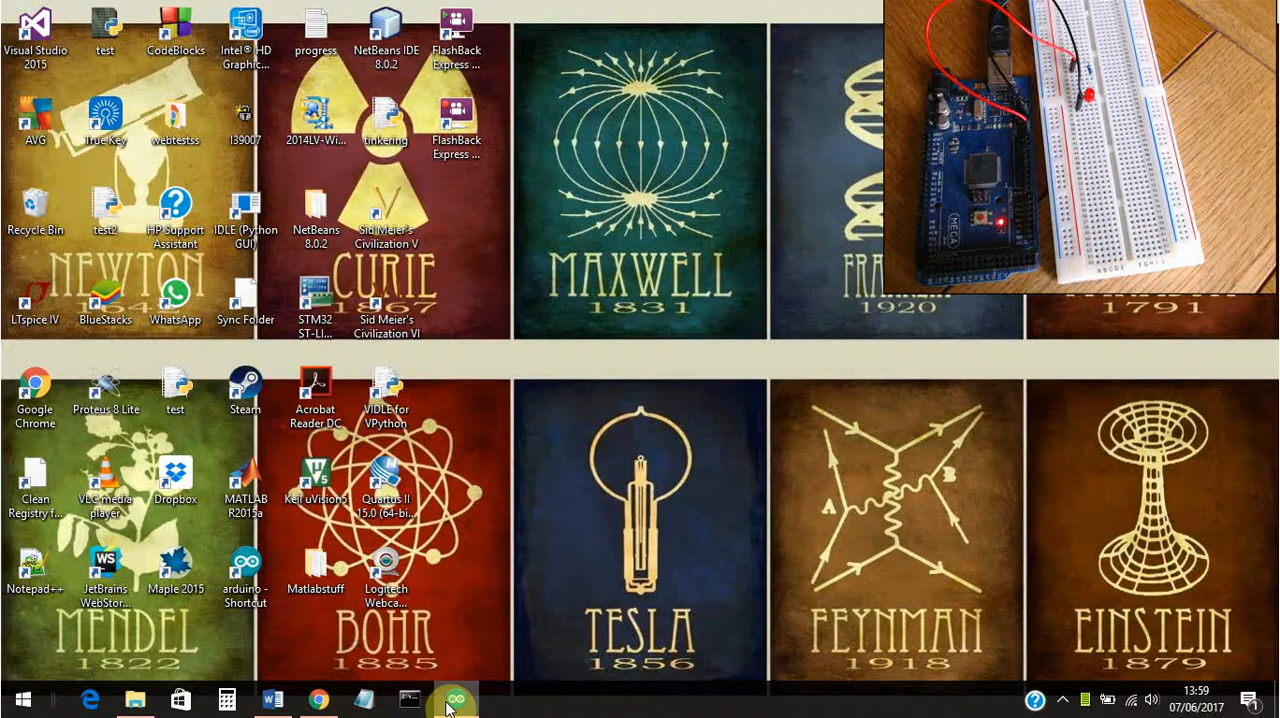 Visual Studio
2015
test
CodeBlocks
Intel® HD
Graphic...
progress
NetBeans IDE
8.0.2
FlashBack
Express ...
AVG
True Key
webtestss
I39007
2014LV-Wi...
tinkering
FlashBack
Express ...
Recycle Bin
test2
HP Support
Assistant
IDLE (Python
GUI)
NetBeans
8.0.2
Sid Meier's
Civilization V
NEWTON
CURIE
1867
MAXWELL
1831
1920
1791
LTspice IV
BlueStacks
WhatsApp
Sync Folder
STM32
ST-LI...
Sid Meier's
Civilization VI
MEGA
A B C D E F G H I J
Google
Chrome
Proteus 8 Lite
test
Steam
Acrobat
Reader DC
VIDLE for
VPython
Clean
Registry f...
VLC media
player
Dropbox
MATLAB
R2015a
Keil uVision5
Quartus II
15.0 (64-bi...
Notepad++
JetBrains
WebStor...
Maple 2015
arduino -
Shortcut
Matlabstuff
Logitech
Webca...
A
B
MENDEL
1822
BOHR
1885
TESLA
1856
FEYNMAN
1918
EINSTEIN
1879
13:59
07/06/2017
1